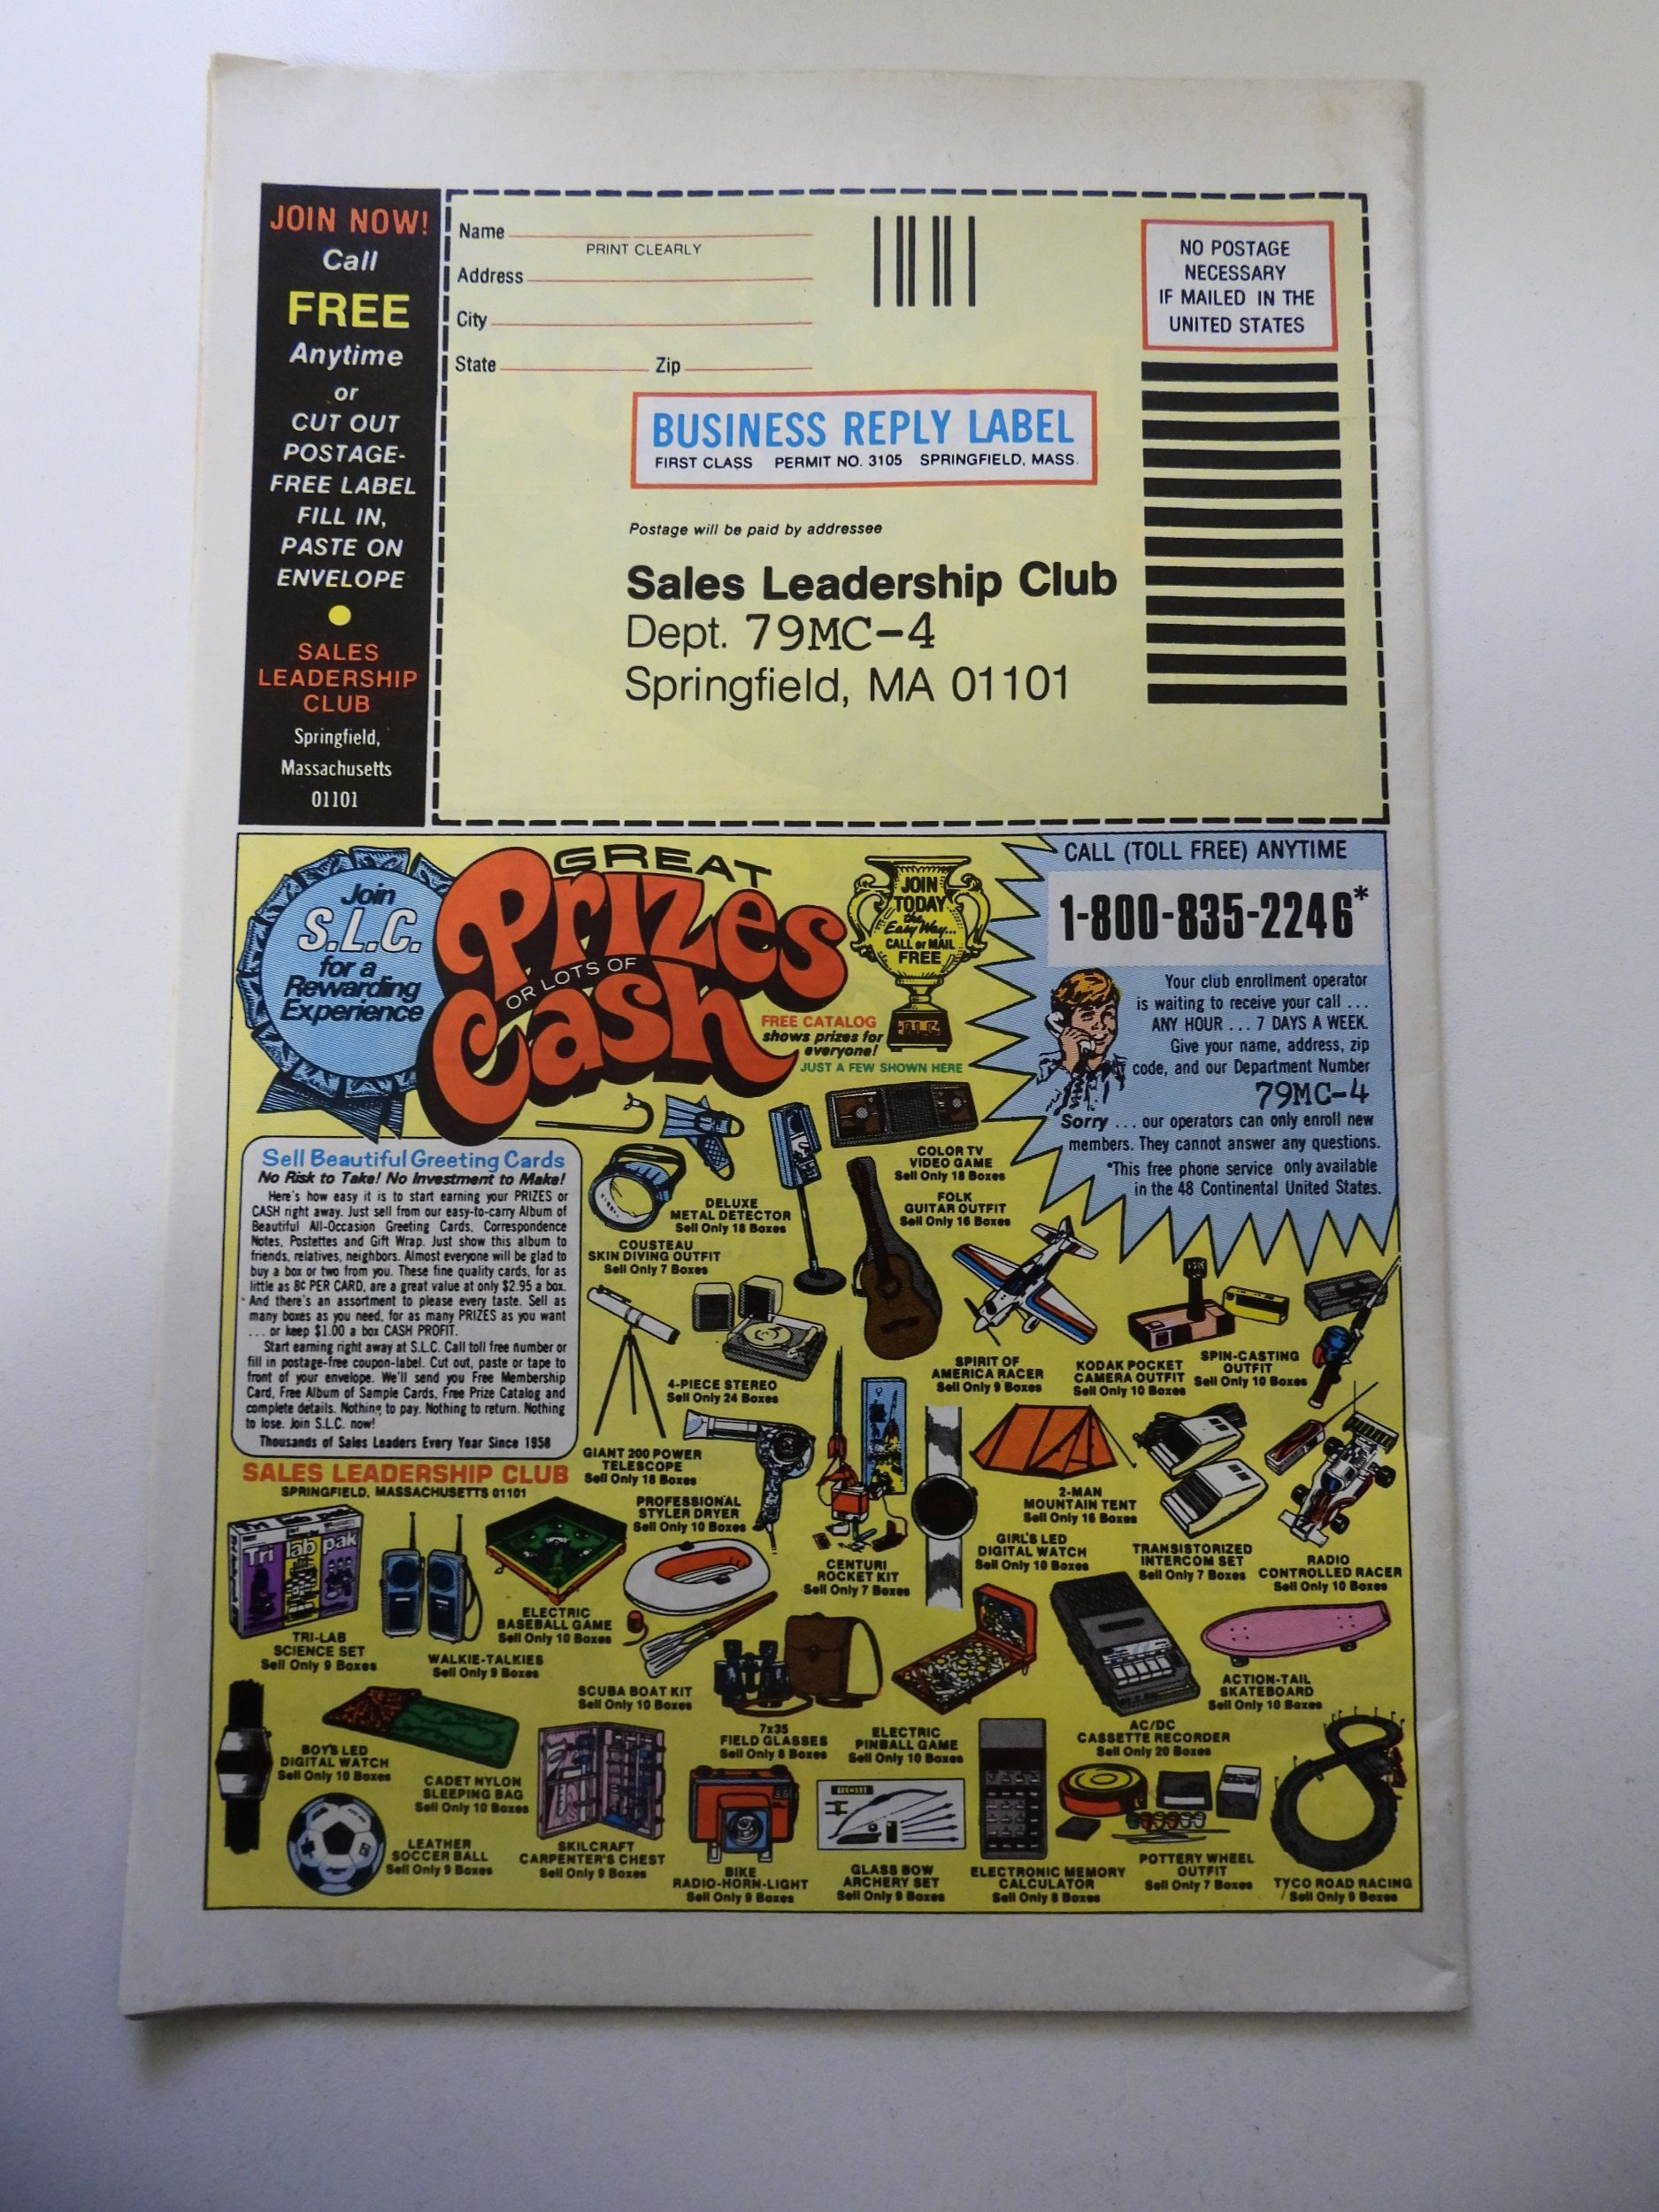 JOIN NOW!
Call
FREE
Anytime
or
CUT OUT
POSTAGE-
FREE LABEL
FILL IN,
PASTE ON
ENVELOPE
SALES
LEADERSHIP
CLUB
Springfield,
Massachusetts
01101
Name
PRINT CLEARLY
Address
City
State Zip
NO POSTAGE
NECESSARY
IF MAILED IN THE
UNITED STATES
BUSINESS REPLY LABEL
FIRST CLASS PERMIT NO. 3105 SPRINGFIELD, MASS.
Postage will be paid by addressee
Sales Leadership Club
Dept. 79MC-4
Springfield, MA 01101
Join
S.L.C.
for a
Rewarding
Experience
GREAT
Prizes
OR LOTS OF
Cash
FREE CATALOG
shows prizes for
everyone!
JUST A FEW SHOWN HERE
JOIN
TODAY
the
Easy Way...
CALL or MAIL
FREE
S.L.C.
CALL (TOLL FREE) ANYTIME
1-800-835-2246*
Your club enrollment operator
is waiting to receive your call ...
ANY HOUR ... 7 DAYS A WEEK.
Give your name, address, zip
code, and our Department Number
79MC-4
Sorry ... our operators can only enroll new
members. They cannot answer any questions.
*This free phone service only available
in the 48 Continental United States.
Sell Beautiful Greeting Cards
No Risk to Take! No Investment to Make!
Here's how easy it is to start earning your PRIZES or
CASH right away. Just sell from our easy-to-carry Album of
Beautiful All-Occasion Greeting Cards, Correspondence
Notes, Postettes and Gift Wrap. Just show this album to
friends, relatives, neighbors. Almost everyone will be glad to
buy a box or two from you. These fine quality cards, for as
little as 8¢ PER CARD, are a great value at only $2.95 a box.
And there's an assortment to please every taste. Sell as
many boxes as you need, for as many PRIZES as you want
... or keep $1.00 a box CASH PROFIT.
Start earning right away at S.L.C. Call toll free number or
fill in postage-free coupon-label. Cut out, paste or tape to
front of your envelope. We'll send you Free Membership
Card, Free Album of Sample Cards, Free Prize Catalog and
complete details. Nothing to pay. Nothing to return. Nothing
to lose. Join S.L.C. now!
Thousands of Sales Leaders Every Year Since 1958
SALES LEADERSHIP CLUB
SPRINGFIELD, MASSACHUSETTS 01101
COLOR TV
VIDEO GAME
Sell Only 18 Boxes
DELUXE
METAL DETECTOR
Sell Only 18 Boxes
FOLK
GUITAR OUTFIT
Sell Only 16 Boxes
COUSTEAU
SKIN DIVING OUTFIT
Sell Only 7 Boxes
4-PIECE STEREO
Sell Only 24 Boxes
SPIRIT OF
AMERICA RACER
Sell Only 9 Boxes
KODAK POCKET
CAMERA OUTFIT
Sell Only 10 Boxes
SPIN-CASTING
OUTFIT
Sell Only 10 Boxes
GIANT 200 POWER
TELESCOPE
Sell Only 18 Boxes
PROFESSIONAL
STYLER DRYER
Sell Only 10 Boxes
CENTURI
ROCKET KIT
Sell Only 7 Boxes
2-MAN
MOUNTAIN TENT
Sell Only 16 Boxes
GIRL'S LED
DIGITAL WATCH
Sell Only 10 Boxes
TRANSISTORIZED
INTERCOM SET
Sell Only 7 Boxes
RADIO
CONTROLLED RACER
Sell Only 10 Boxes
Tri lab pak
TRI-LAB
SCIENCE SET
Sell Only 9 Boxes
WALKIE-TALKIES
Sell Only 9 Boxes
ELECTRIC
BASEBALL GAME
Sell Only 10 Boxes
SCUBA BOAT KIT
Sell Only 10 Boxes
7x35
FIELD GLASSES
Sell Only 8 Boxes
ELECTRIC
PINBALL GAME
Sell Only 10 Boxes
AC/DC
CASSETTE RECORDER
Sell Only 20 Boxes
ACTION-TAIL
SKATEBOARD
Sell Only 10 Boxes
BOY'S LED
DIGITAL WATCH
Sell Only 10 Boxes
CADET NYLON
SLEEPING BAG
Sell Only 10 Boxes
LEATHER
SOCCER BALL
Sell Only 9 Boxes
SKILCRAFT
CARPENTER'S CHEST
Sell Only 9 Boxes
BIKE
RADIO-HORN-LIGHT
Sell Only 9 Boxes
GLASS BOW
ARCHERY SET
Sell Only 9 Boxes
ELECTRONIC MEMORY
CALCULATOR
Sell Only 8 Boxes
POTTERY WHEEL
OUTFIT
Sell Only 7 Boxes
TYCO ROAD RACING
Sell Only 9 Boxes